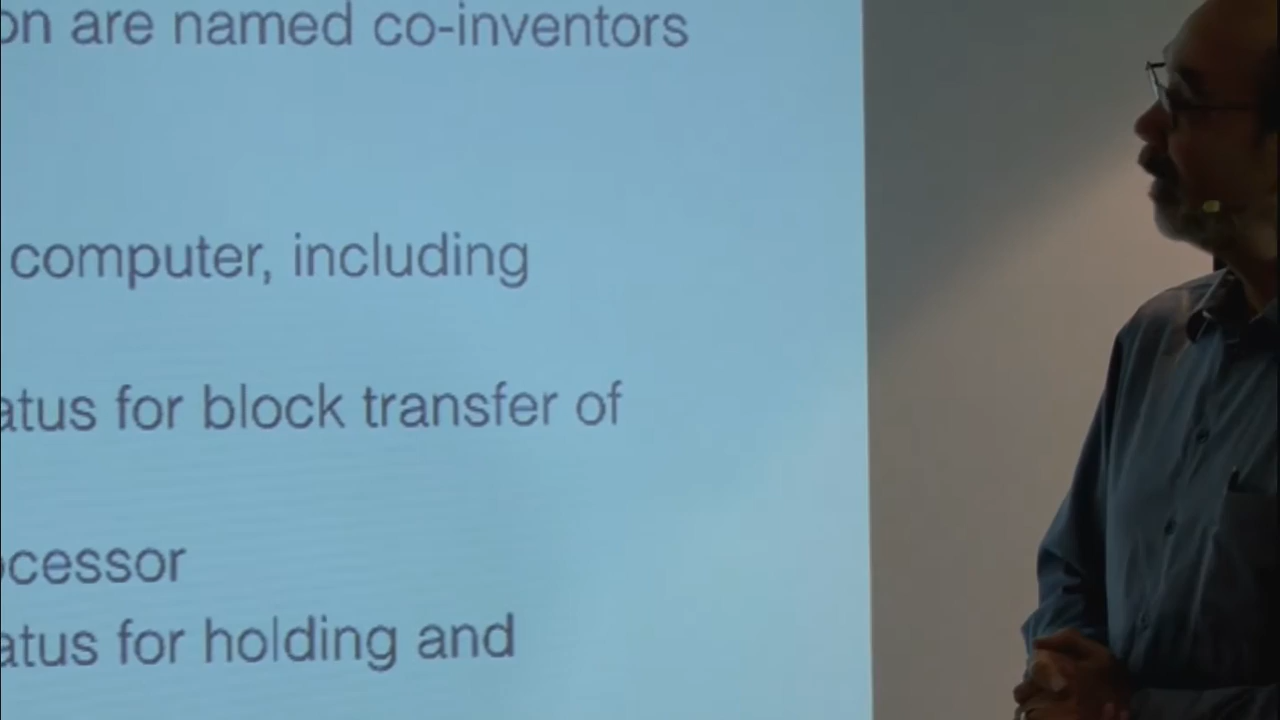 on are named co-inventors
computer, including
atus for block transfer of
ocessor
atus for holding and